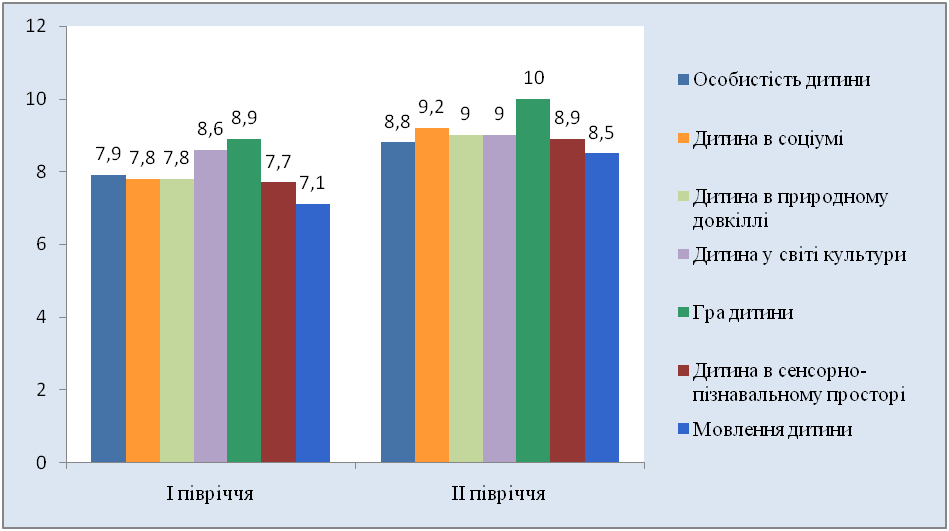 12
10
8
6
4
2
0
7,9
7,8
7,8
8,6
8,9
7,7
7,1
8,8
9,2
9
9
10
8,9
8,5
І півріччя
ІІ півріччя
Особистість дитини
Дитина в соціумі
Дитина в природному
довкіллі
Дитина у світі культури
Гра дитини
Дитина в сенсорно-
пізнавальному просторі
Мовлення дитини